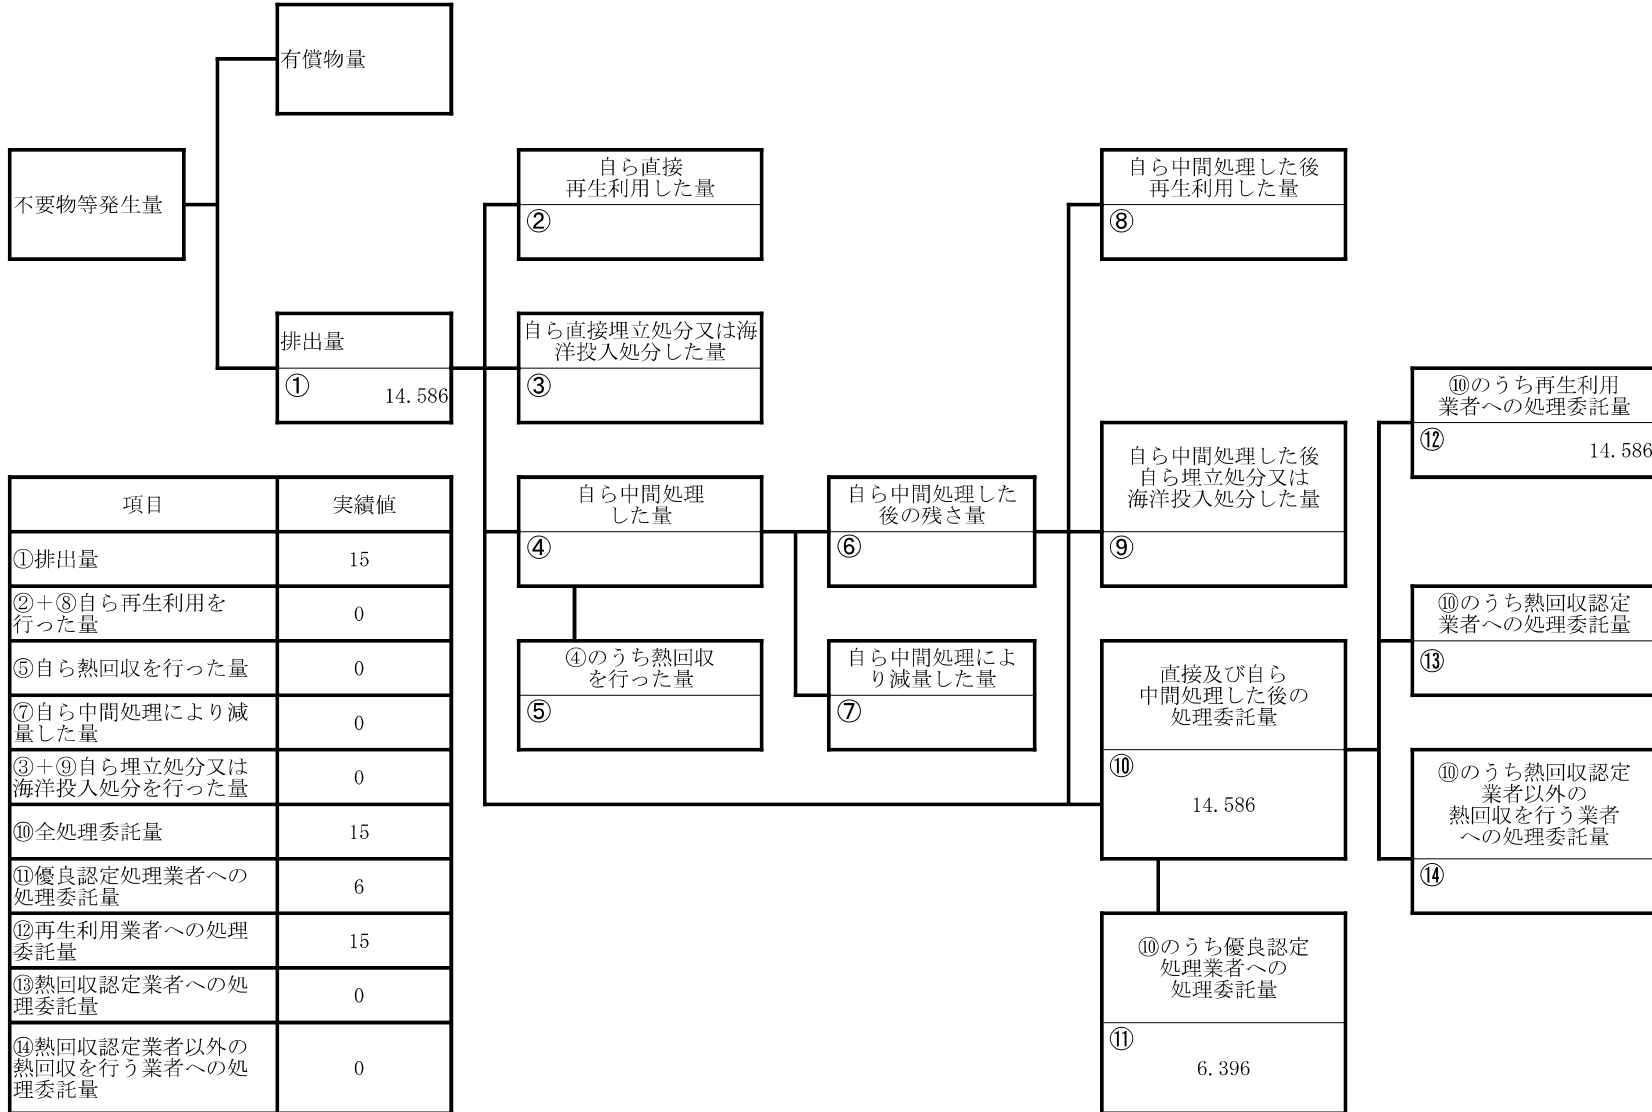 有償物量
不要物等発生量
排出量
①
14.586
自ら直接
再生利用した量
②
自ら直接埋立処分又は海
洋投入処分した量
③
自ら中間処理
した量
④
④のうち熱回収
を行った量
⑤
自ら中間処理した
後の残さ量
⑥
自ら中間処理によ
り減量した量
⑦
自ら中間処理した後
再生利用した量
⑧
自ら中間処理した後
自ら埋立処分又は
海洋投入処分した量
⑨
直接及び自ら
中間処理した後の
処理委託量
⑩
14.586
⑩のうち優良認定
処理業者への
処理委託量
⑪
6.396
⑩のうち再生利用
業者への処理委託量
⑫
14.586
⑩のうち熱回収認定
業者への処理委託量
⑬
⑩のうち熱回収認定
業者以外の
熱回収を行う業者
への処理委託量
⑭
項目 実績値
①排出量 15
②+⑧自ら再生利用を
行った量 0
⑤自ら熱回収を行った量 0
⑦自ら中間処理により減
量した量 0
③+⑨自ら埋立処分又は
海洋投入処分を行った量 0
⑩全処理委託量 15
⑪優良認定処理業者への
処理委託量 6
⑫再生利用業者への処理
委託量 15
⑬熱回収認定業者への処
理委託量 0
⑭熱回収認定業者以外の
熱回収を行う業者への処
理委託量 0